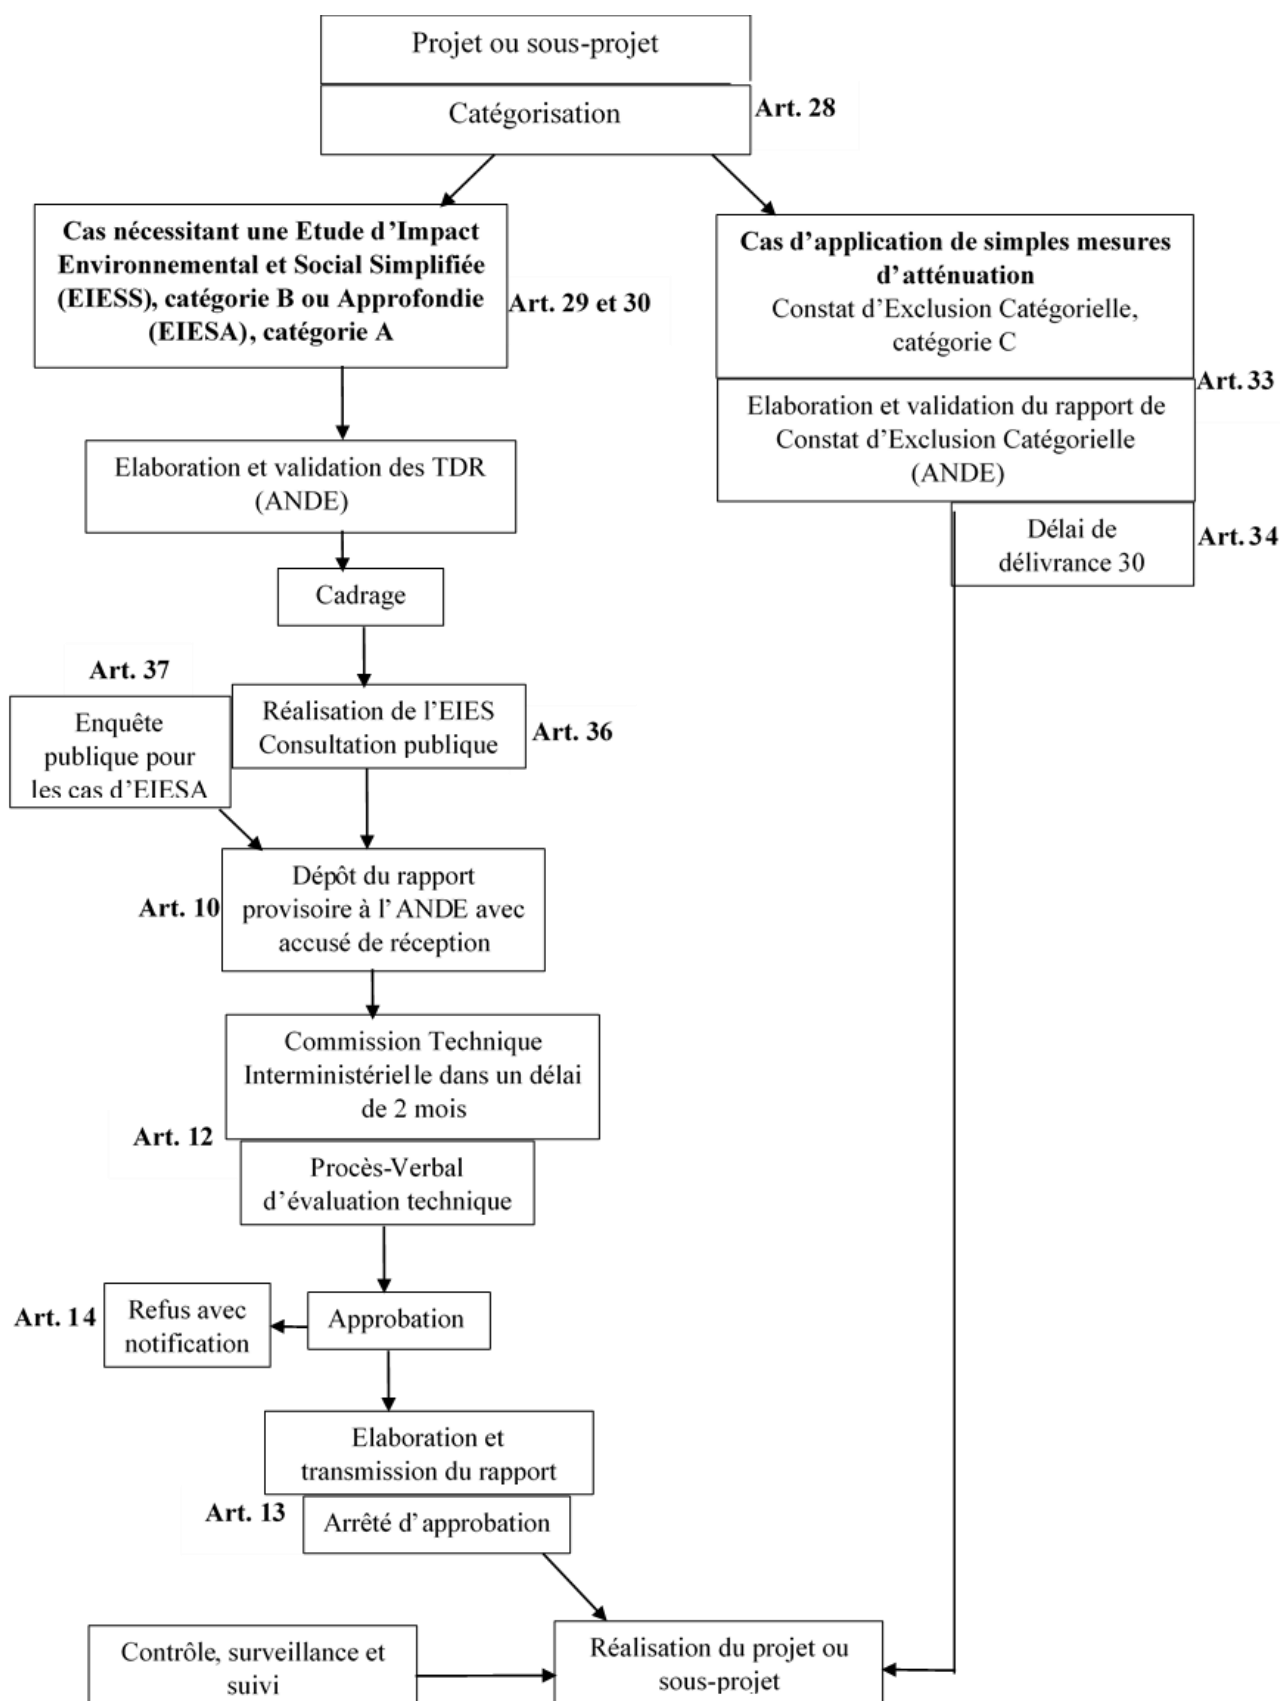 Projet ou sous-projet
Catégorisation
Art. 28
Cas nécessitant une Etude d’Impact
Environnemental et Social Simplifiée
(EIESS), catégorie B ou Approfondie
(EIESA), catégorie A
Art. 29 et 30
Cas d’application de simples mesures
d’atténuation
Constat d’Exclusion Catégorielle,
catégorie C
Art. 33
Elaboration et validation du rapport de
Constat d’Exclusion Catégorielle
(ANDE)
Délai de
délivrance 30
Art. 34
Elaboration et validation des TDR
(ANDE)
Cadrage
Art. 37
Enquête
publique pour
les cas d’EIESA
Réalisation de l’EIES
Consultation publique
Art. 36
Art. 10
Dépôt du rapport
provisoire à l’ANDE avec
accusé de réception
Commission Technique
Interministérielle dans un délai
de 2 mois
Art. 12
Procès-Verbal
d’évaluation technique
Art. 14
Refus avec
notification
Approbation
Elaboration et
transmission du rapport
Art. 13
Arrêté d’approbation
Contrôle, surveillance et
suivi
Réalisation du projet ou
sous-projet